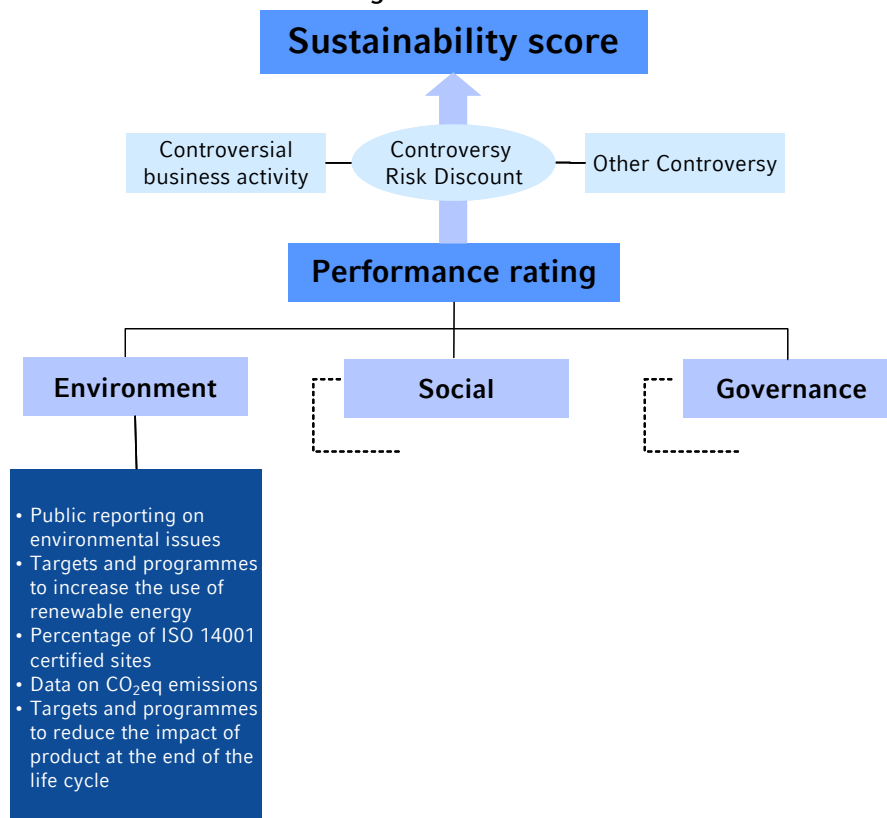 Sustainability score
Controversial
business activity
Controversy
Risk Discount
Other Controversy
Performance rating
Environment
Social
Governance
• Public reporting on
environmental issues
• Targets and programmes
to increase the use of
renewable energy
• Percentage of ISO 14001
certified sites
• Data on CO₂eq emissions
• Targets and programmes
to reduce the impact of
product at the end of the
life cycle